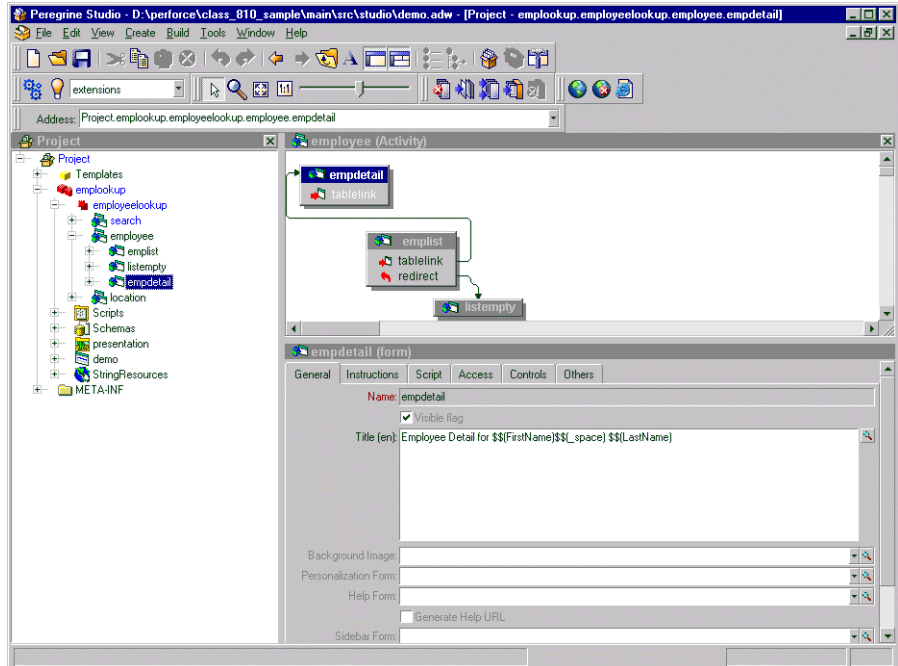 Peregrine Studio - D:\perforce\class_810_sample\main\src\studio\demo.adw - [Project - emplookup.employeelookup.employee.empdetail]
File Edit View Create Build Tools Window Help
A
extensions
1:1
Address: Project.emplookup.employeelookup.employee.empdetail
Project
Project
Templates
emplookup
employeelookup
search
employee
emplist
listempty
empdetail
location
Scripts
Schemas
presentation
demo
StringResources
META-INF
employee (Activity)
empdetail
tablelink
emplist
tablelink
redirect
listempty
empdetail (form)
General Instructions Script Access Controls Others
Name: empdetail
Visible flag
Title (en): Employee Detail for $$(FirstName)$$(_space) $$(LastName)
Background Image:
Personalization Form:
Help Form:
Generate Help URL
Sidebar Form: